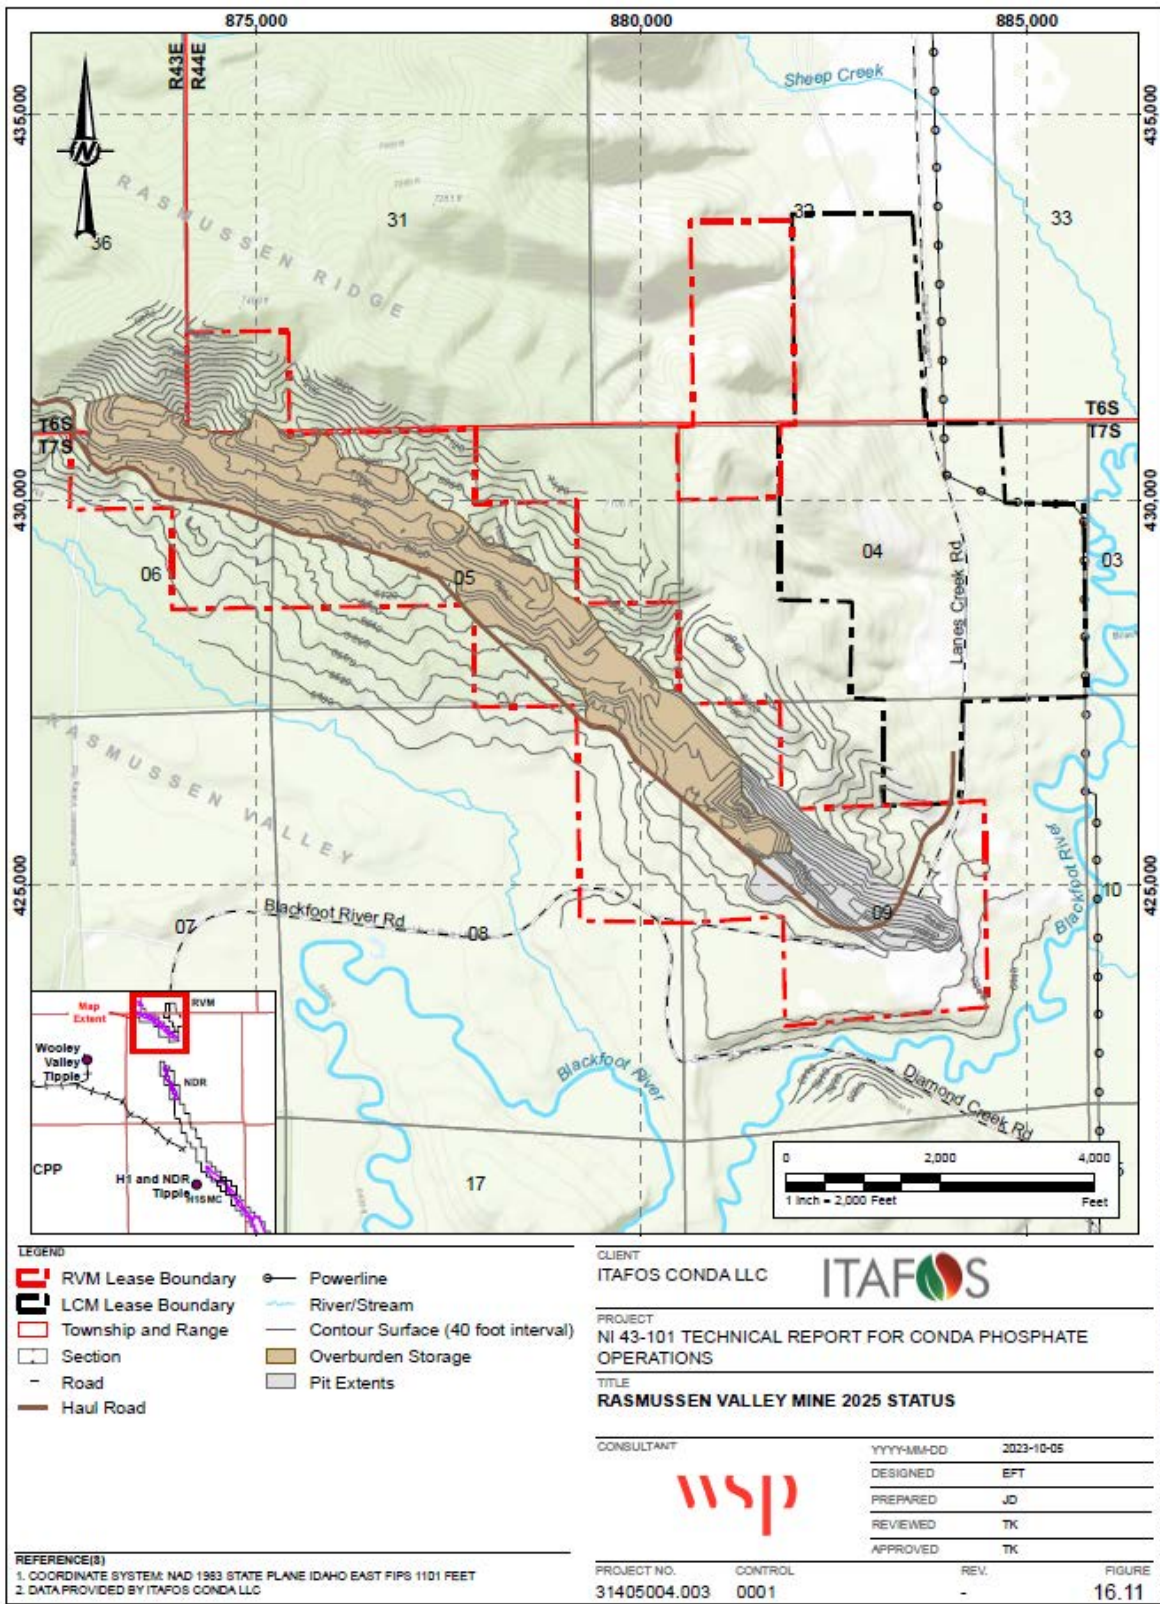 875,000
880,000
885,000
435,000
435,000
R43E
R44E
Sheep Creek
RASMUSSEN RIDGE
36
31
32
33
T6S
T7S
T6S
T7S
430,000
430,000
06
05
04
03
Lanes Creek Rd
RASMUSSEN VALLEY
Rasmussen Valley Rd
425,000
425,000
07
Blackfoot River Rd
08
09
10
Blackfoot River
Blackfoot River
Diamond Creek Rd
17
Map
Extent
RVM
Wooley
Valley
Tipple
NDR
CPP
H1 and NDR
Tipple
H1SMC
0
2,000
4,000
1 inch = 2,000 Feet
Feet
LEGEND
RVM Lease Boundary
LCM Lease Boundary
Township and Range
Section
Road
Haul Road
Powerline
River/Stream
Contour Surface (40 foot interval)
Overburden Storage
Pit Extents
REFERENCE(S)
1. COORDINATE SYSTEM: NAD 1983 STATE PLANE IDAHO EAST FIPS 1101 FEET
2. DATA PROVIDED BY ITAFOS CONDA LLC
CLIENT
ITAFOS CONDA LLC
ITAFOS
PROJECT
NI 43-101 TECHNICAL REPORT FOR CONDA PHOSPHATE
OPERATIONS
TITLE
RASMUSSEN VALLEY MINE 2025 STATUS
CONSULTANT
wsp
YYYY-MM-DD 2023-10-05
DESIGNED EFT
PREPARED JD
REVIEWED TK
APPROVED TK
PROJECT NO. CONTROL REV. FIGURE
31405004.003 0001 - 16.11